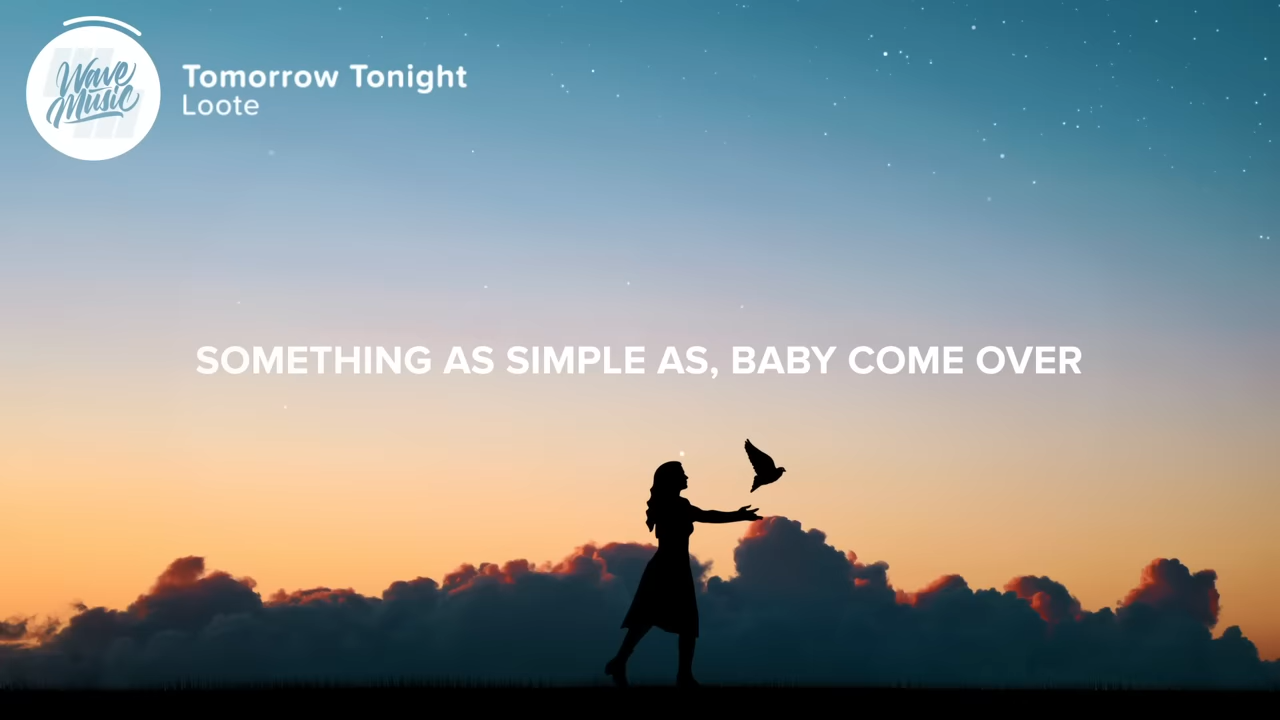 Wave
Music
Tomorrow Tonight
Loote
SOMETHING AS SIMPLE AS, BABY COME OVER